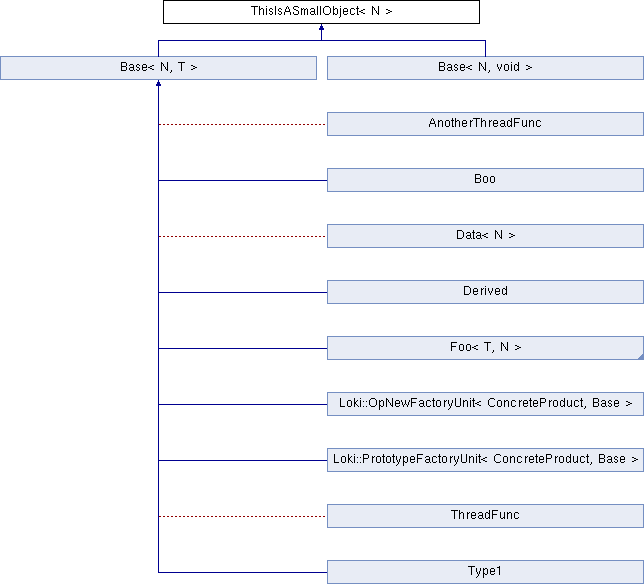 ThisIsASmallObject< N >
Base< N, T >
Base< N, void >
AnotherThreadFunc
Boo
Data< N >
Derived
Foo< T, N >
Loki::OpNewFactoryUnit< ConcreteProduct, Base >
Loki::PrototypeFactoryUnit< ConcreteProduct, Base >
ThreadFunc
Type1